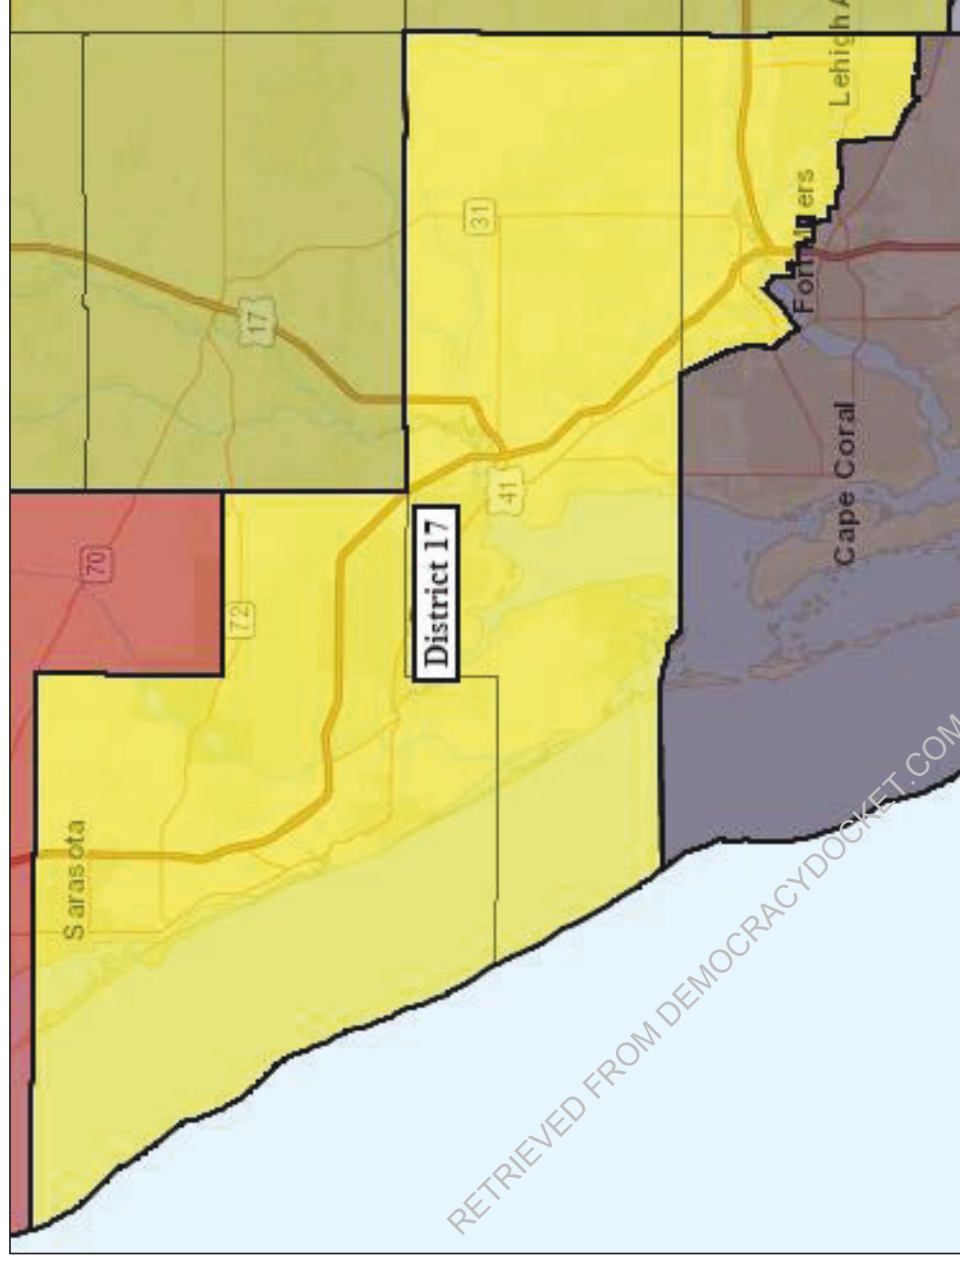 Sarasota
70
72
17
31
41
District 17
Lehigh A
Fort Myers
Cape Coral
RETRIEVED FROM DEMOCRACYDOCKET.COM